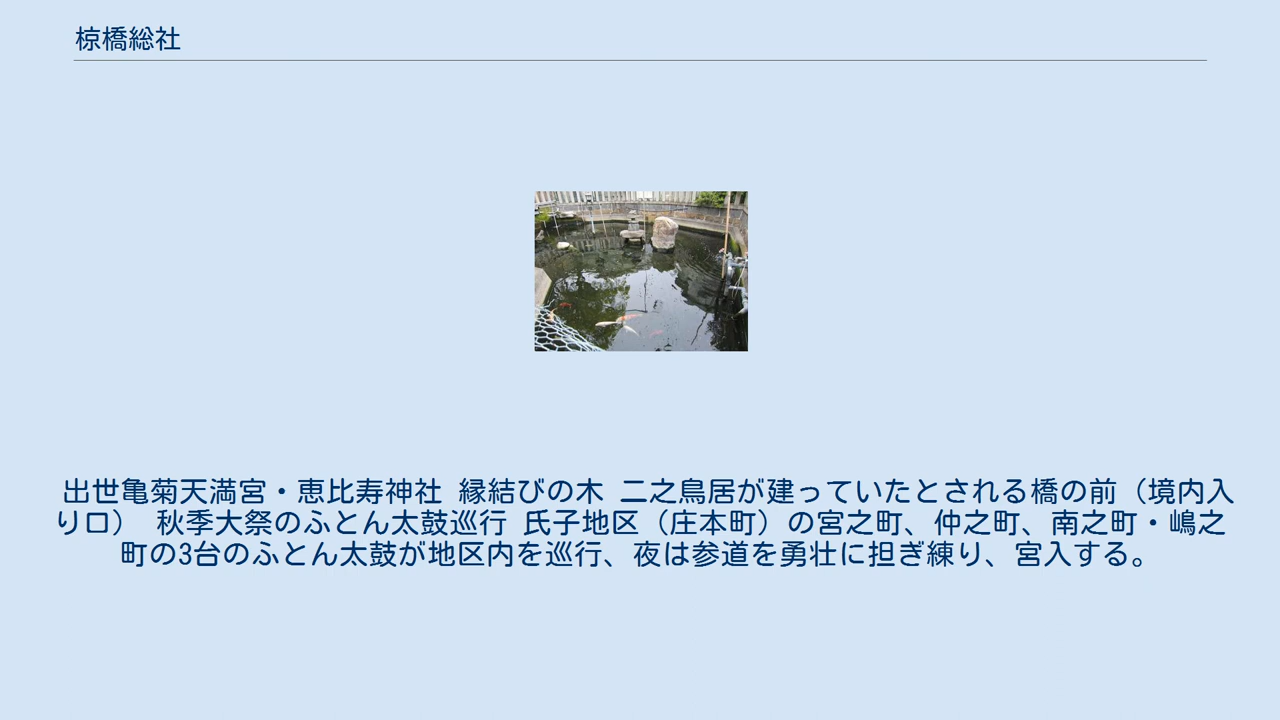 椋橋総社
出世亀菊天満宮・恵比寿神社 縁結びの木 二之鳥居が建っていたとされる橋の前（境内入
り口） 秋季大祭のふとん太鼓巡行 氏子地区（庄本町）の宮之町、仲之町、南之町・嶋之
町の3台のふとん太鼓が地区内を巡行、夜は参道を勇壮に担ぎ練り、宮入する。